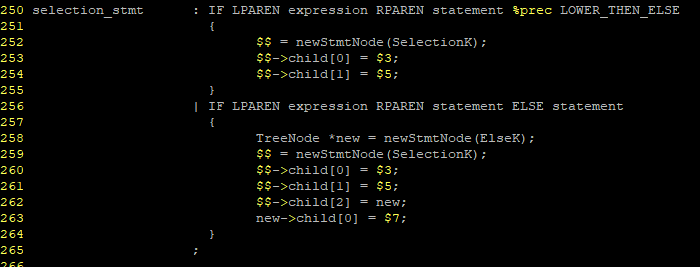 250 selection_stmt : IF LPAREN expression RPAREN statement %prec LOWER_THEN_ELSE
251 {
252 $$ = newStmtNode(SelectionK);
253 $$->child[0] = $3;
254 $$->child[1] = $5;
255 }
256 | IF LPAREN expression RPAREN statement ELSE statement
257 {
258 TreeNode *new = newStmtNode(ElseK);
259 $$ = newStmtNode(SelectionK);
260 $$->child[0] = $3;
261 $$->child[1] = $5;
262 $$->child[2] = new;
263 new->child[0] = $7;
264 }
265 ;
266